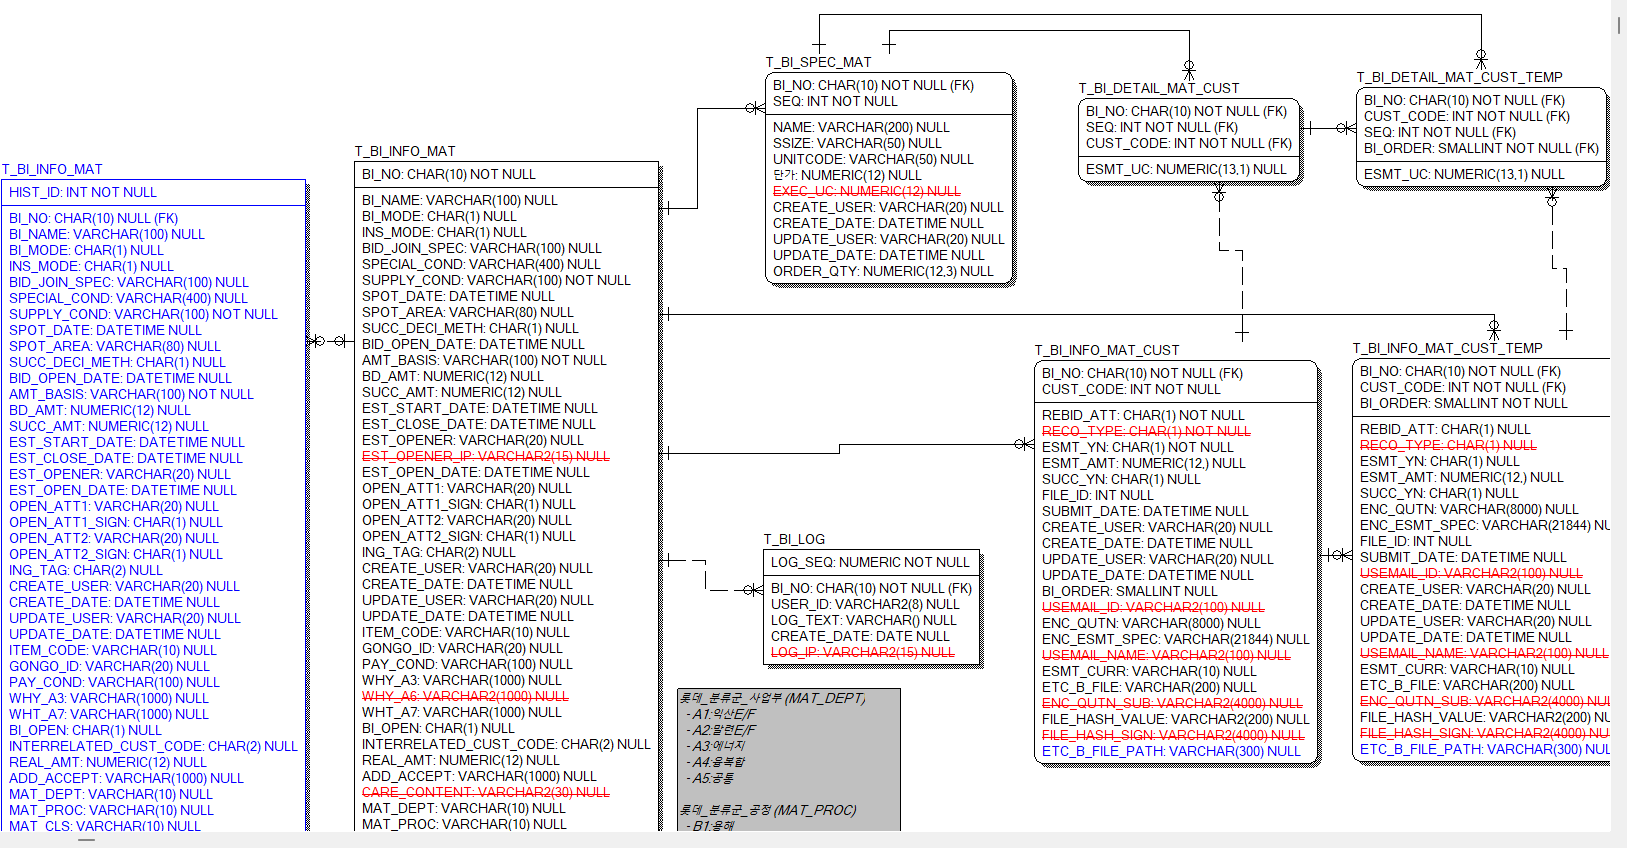 T_BI_INFO_MAT
HIST_ID: INT NOT NULL
BI_NO: CHAR(10) NULL (FK)
BI_NAME: VARCHAR(100) NULL
BI_MODE: CHAR(1) NULL
INS_MODE: CHAR(1) NULL
BID_JOIN_SPEC: VARCHAR(100) NULL
SPECIAL_COND: VARCHAR(400) NULL
SUPPLY_COND: VARCHAR(100) NOT NULL
SPOT_DATE: DATETIME NULL
SPOT_AREA: VARCHAR(80) NULL
SUCC_DECI_METH: CHAR(1) NULL
BID_OPEN_DATE: DATETIME NULL
AMT_BASIS: VARCHAR(100) NOT NULL
BD_AMT: NUMERIC(12) NULL
SUCC_AMT: NUMERIC(12) NULL
EST_START_DATE: DATETIME NULL
EST_CLOSE_DATE: DATETIME NULL
EST_OPENER: VARCHAR(20) NULL
EST_OPEN_DATE: DATETIME NULL
OPEN_ATT1: VARCHAR(20) NULL
OPEN_ATT1_SIGN: CHAR(1) NULL
OPEN_ATT2: VARCHAR(20) NULL
OPEN_ATT2_SIGN: CHAR(1) NULL
ING_TAG: CHAR(2) NULL
CREATE_USER: VARCHAR(20) NULL
CREATE_DATE: DATETIME NULL
UPDATE_USER: VARCHAR(20) NULL
UPDATE_DATE: DATETIME NULL
ITEM_CODE: VARCHAR(10) NULL
GONGO_ID: VARCHAR(20) NULL
PAY_COND: VARCHAR(100) NULL
WHY_A3: VARCHAR(1000) NULL
WHT_A7: VARCHAR(1000) NULL
BI_OPEN: CHAR(1) NULL
INTERRELATED_CUST_CODE: CHAR(2) NULL
REAL_AMT: NUMERIC(12) NULL
ADD_ACCEPT: VARCHAR(1000) NULL
MAT_DEPT: VARCHAR(10) NULL
MAT_PROC: VARCHAR(10) NULL
MAT_CLS: VARCHAR(10) NULL
T_BI_INFO_MAT
BI_NO: CHAR(10) NOT NULL
BI_NAME: VARCHAR(100) NULL
BI_MODE: CHAR(1) NULL
INS_MODE: CHAR(1) NULL
BID_JOIN_SPEC: VARCHAR(100) NULL
SPECIAL_COND: VARCHAR(400) NULL
SUPPLY_COND: VARCHAR(100) NOT NULL
SPOT_DATE: DATETIME NULL
SPOT_AREA: VARCHAR(80) NULL
SUCC_DECI_METH: CHAR(1) NULL
BID_OPEN_DATE: DATETIME NULL
AMT_BASIS: VARCHAR(100) NOT NULL
BD_AMT: NUMERIC(12) NULL
SUCC_AMT: NUMERIC(12) NULL
EST_START_DATE: DATETIME NULL
EST_CLOSE_DATE: DATETIME NULL
EST_OPENER: VARCHAR(20) NULL
EST_OPENER_IP: VARCHAR2(15) NULL
EST_OPEN_DATE: DATETIME NULL
OPEN_ATT1: VARCHAR(20) NULL
OPEN_ATT1_SIGN: CHAR(1) NULL
OPEN_ATT2: VARCHAR(20) NULL
OPEN_ATT2_SIGN: CHAR(1) NULL
ING_TAG: CHAR(2) NULL
CREATE_USER: VARCHAR(20) NULL
CREATE_DATE: DATETIME NULL
UPDATE_USER: VARCHAR(20) NULL
UPDATE_DATE: DATETIME NULL
ITEM_CODE: VARCHAR(10) NULL
GONGO_ID: VARCHAR(20) NULL
PAY_COND: VARCHAR(100) NULL
WHY_A3: VARCHAR(1000) NULL
WHY_A6: VARCHAR2(1000) NULL
WHT_A7: VARCHAR(1000) NULL
BI_OPEN: CHAR(1) NULL
INTERRELATED_CUST_CODE: CHAR(2) NULL
REAL_AMT: NUMERIC(12) NULL
ADD_ACCEPT: VARCHAR(1000) NULL
CARE_CONTENT: VARCHAR2(30) NULL
MAT_DEPT: VARCHAR(10) NULL
MAT_PROC: VARCHAR(10) NULL
T_BI_SPEC_MAT
BI_NO: CHAR(10) NOT NULL (FK)
SEQ: INT NOT NULL
NAME: VARCHAR(200) NULL
SSIZE: VARCHAR(50) NULL
UNITCODE: VARCHAR(50) NULL
단가: NUMERIC(12) NULL
EXEC_UC: NUMERIC(12) NULL
CREATE_USER: VARCHAR(20) NULL
CREATE_DATE: DATETIME NULL
UPDATE_USER: VARCHAR(20) NULL
UPDATE_DATE: DATETIME NULL
ORDER_QTY: NUMERIC(12,3) NULL
T_BI_LOG
LOG_SEQ: NUMERIC NOT NULL
BI_NO: CHAR(10) NOT NULL (FK)
USER_ID: VARCHAR2(8) NULL
LOG_TEXT: VARCHAR() NULL
CREATE_DATE: DATE NULL
LOG_IP: VARCHAR2(15) NULL
롯데_분류군_사업부 (MAT_DEPT)
- A1:익산E/F
- A2:말련E/F
- A3:에너지
- A4:융복합
- A5:공통
롯데_분류군_공정 (MAT_PROC)
- B1:용해
T_BI_DETAIL_MAT_CUST
BI_NO: CHAR(10) NOT NULL (FK)
SEQ: INT NOT NULL (FK)
CUST_CODE: INT NOT NULL (FK)
ESMT_UC: NUMERIC(13,1) NULL
T_BI_DETAIL_MAT_CUST_TEMP
BI_NO: CHAR(10) NOT NULL (FK)
CUST_CODE: INT NOT NULL (FK)
SEQ: INT NOT NULL (FK)
BI_ORDER: SMALLINT NOT NULL (FK)
ESMT_UC: NUMERIC(13,1) NULL
T_BI_INFO_MAT_CUST
BI_NO: CHAR(10) NOT NULL (FK)
CUST_CODE: INT NOT NULL
REBID_ATT: CHAR(1) NOT NULL
RECO_TYPE: CHAR(1) NOT NULL
ESMT_YN: CHAR(1) NOT NULL
ESMT_AMT: NUMERIC(12,) NULL
SUCC_YN: CHAR(1) NULL
FILE_ID: INT NULL
SUBMIT_DATE: DATETIME NULL
CREATE_USER: VARCHAR(20) NULL
CREATE_DATE: DATETIME NULL
UPDATE_USER: VARCHAR(20) NULL
UPDATE_DATE: DATETIME NULL
BI_ORDER: SMALLINT NULL
USEMAIL_ID: VARCHAR2(100) NULL
ENC_QUTN: VARCHAR(8000) NULL
ENC_ESMT_SPEC: VARCHAR(21844) NULL
USEMAIL_NAME: VARCHAR2(100) NULL
ESMT_CURR: VARCHAR(10) NULL
ETC_B_FILE: VARCHAR(200) NULL
ENC_QUTN_SUB: VARCHAR2(4000) NULL
FILE_HASH_VALUE: VARCHAR2(200) NULL
FILE_HASH_SIGN: VARCHAR2(4000) NULL
ETC_B_FILE_PATH: VARCHAR(300) NULL
T_BI_INFO_MAT_CUST_TEMP
BI_NO: CHAR(10) NOT NULL (FK)
CUST_CODE: INT NOT NULL (FK)
BI_ORDER: SMALLINT NOT NULL
REBID_ATT: CHAR(1) NULL
RECO_TYPE: CHAR(1) NULL
ESMT_YN: CHAR(1) NULL
ESMT_AMT: NUMERIC(12,) NULL
SUCC_YN: CHAR(1) NULL
ENC_QUTN: VARCHAR(8000) NULL
ENC_ESMT_SPEC: VARCHAR(21844) NU
FILE_ID: INT NULL
SUBMIT_DATE: DATETIME NULL
USEMAIL_ID: VARCHAR2(100) NULL
CREATE_USER: VARCHAR(20) NULL
CREATE_DATE: DATETIME NULL
UPDATE_USER: VARCHAR(20) NULL
UPDATE_DATE: DATETIME NULL
USEMAIL_NAME: VARCHAR2(100) NULL
ESMT_CURR: VARCHAR(10) NULL
ETC_B_FILE: VARCHAR(200) NULL
ENC_QUTN_SUB: VARCHAR2(4000) NUL
FILE_HASH_VALUE: VARCHAR2(200) NU
FILE_HASH_SIGN: VARCHAR2(4000) NU
ETC_B_FILE_PATH: VARCHAR(300) NUL